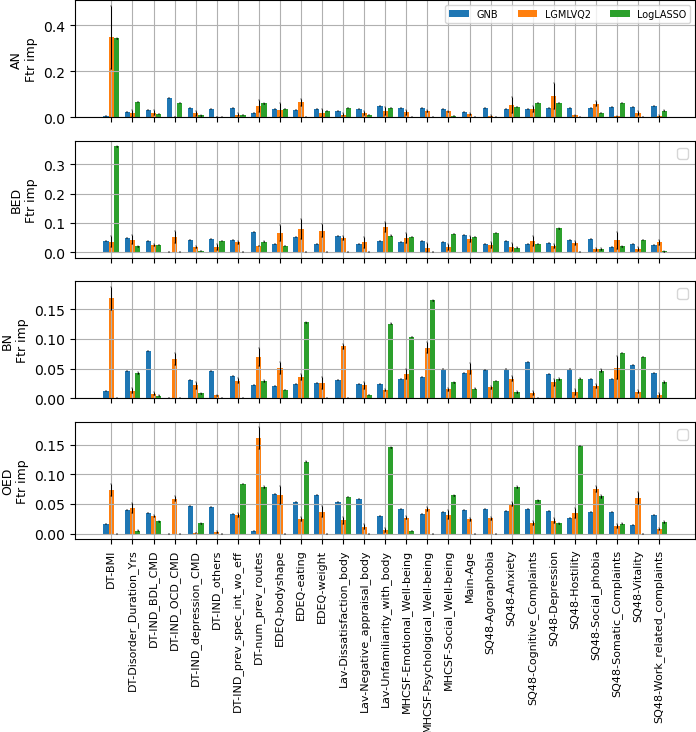 GNB LGMLVQ2 LogLASSO
AN
Ftr imp
0.4
0.2
0.0
BED
Ftr imp
0.3
0.2
0.1
0.0
BN
Ftr imp
0.15
0.10
0.05
0.00
OED
Ftr imp
0.15
0.10
0.05
0.00
DT-BMI
DT-Disorder_Duration_Yrs
DT-IND_BDL_CMD
DT-IND_OCD_CMD
DT-IND_depression_CMD
DT-IND_others
DT-IND_prev_spec_int_wo_eff
DT-num_prev_routes
EDEQ-bodyshape
EDEQ-eating
EDEQ-weight
Lav-Dissatisfaction_body
Lav-Negative_appraisal_body
Lav-Unfamiliarity_with_body
MHCSF-Emotional_Well-being
MHCSF-Psychological_Well-being
MHCSF-Social_Well-being
Main-Age
SQ48-Agoraphobia
SQ48-Anxiety
SQ48-Cognitive_Complaints
SQ48-Depression
SQ48-Hostility
SQ48-Social_phobia
SQ48-Somatic_Complaints
SQ48-Vitality
SQ48-Work_related_complaints